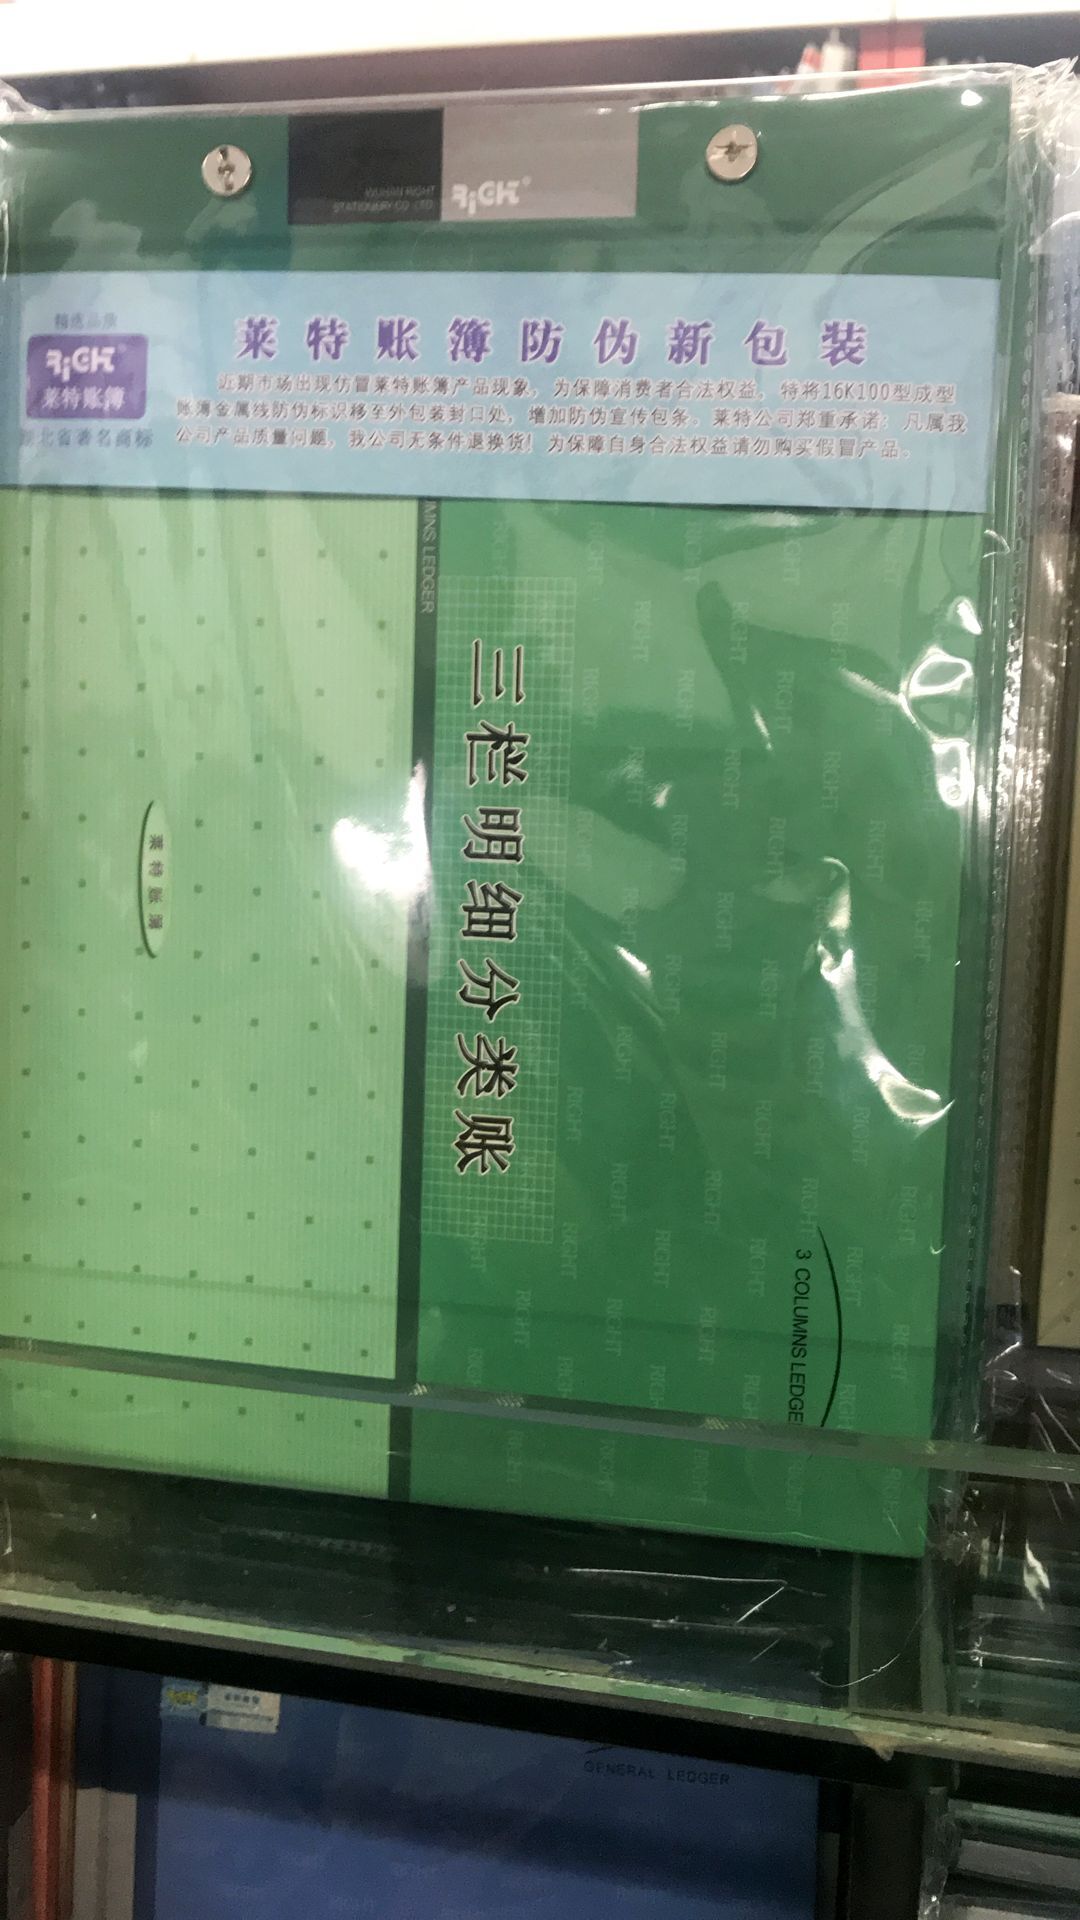 WUHAN RIGHT
STATIQUERY CO. LTD
RIGHT®
精选品质
RIGHT®
莱特账簿
湖北省著名商标
莱特账簿防伪新包装
近期市场出现仿冒莱特账簿产品现象，为保障消费者合法权益，特将16K100型成型
账簿金属线防伪标识移至外包装封口处，增加防伪宣传包条。莱特公司郑重承诺：凡属我
公司产品质量问题，我公司无条件退换货！为保障自身合法权益请勿购买假冒产品。
MNS LEDGER
三栏明细分类账
莱特账簿
3 COLUMNS LEDGE
RIGHT
GENERAL LEDGER